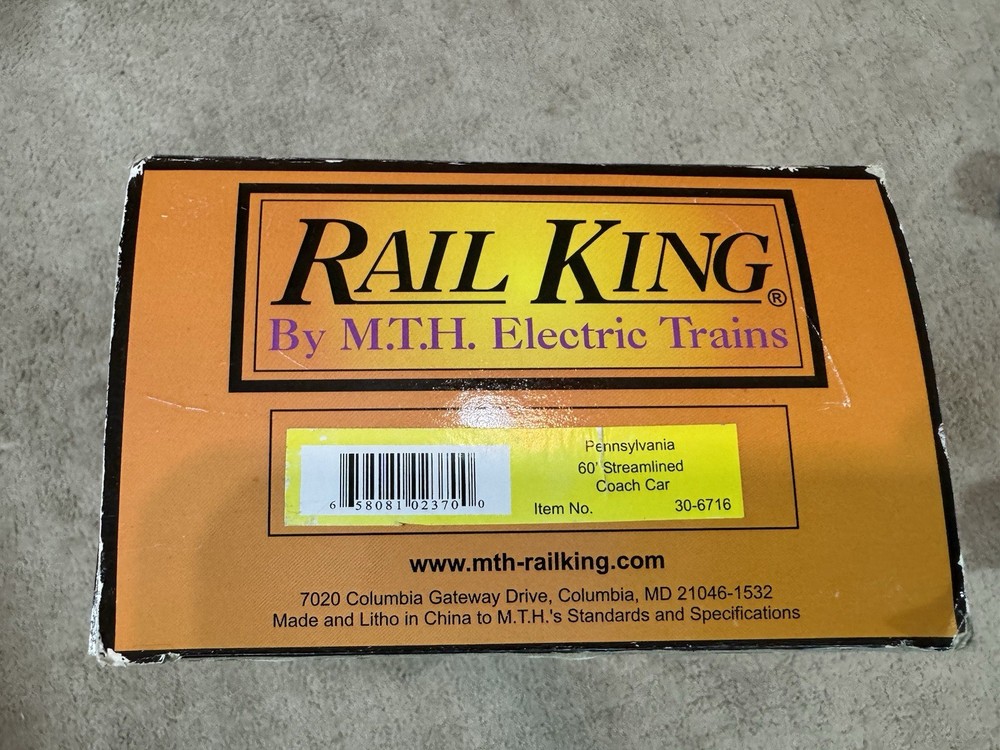 RAIL KING®
By M.T.H. Electric Trains
Pennsylvania
60' Streamlined
Coach Car
Item No. 30-6716
6 58081 02370 0
www.mth-railking.com
7020 Columbia Gateway Drive, Columbia, MD 21046-1532
Made and Litho in China to M.T.H.'s Standards and Specifications